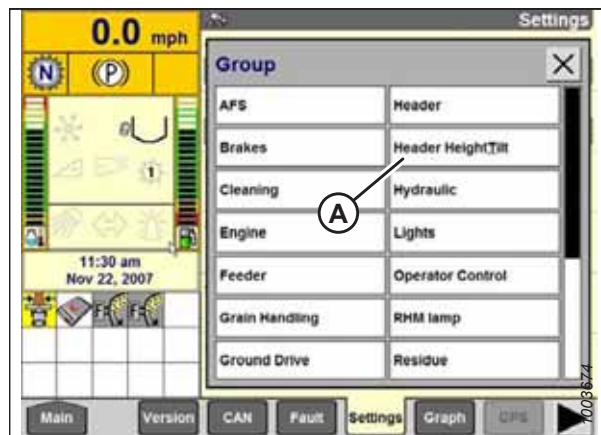 0.0 mph
Settings
N
(P)
1
11:30 am
Nov 22, 2007
F
F
Group
AFS
Header
Brakes
Header Height/Tilt
Cleaning
Hydraulic
A
Engine
Lights
Feeder
Operator Control
Grain Handling
RHM lamp
Ground Drive
Residue
Main
Version
CAN
Fault
Settings
Graph
GPS
1003674